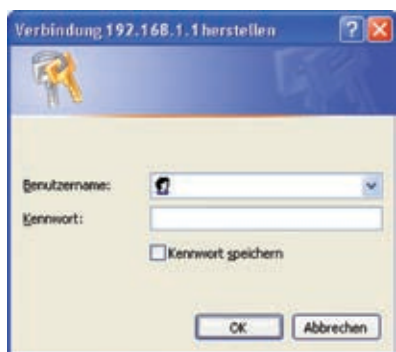 Verbindung 192.168.1.1herstellen
Benutzername:
Kennwort:
Kennwort speichern
OK Abbrechen